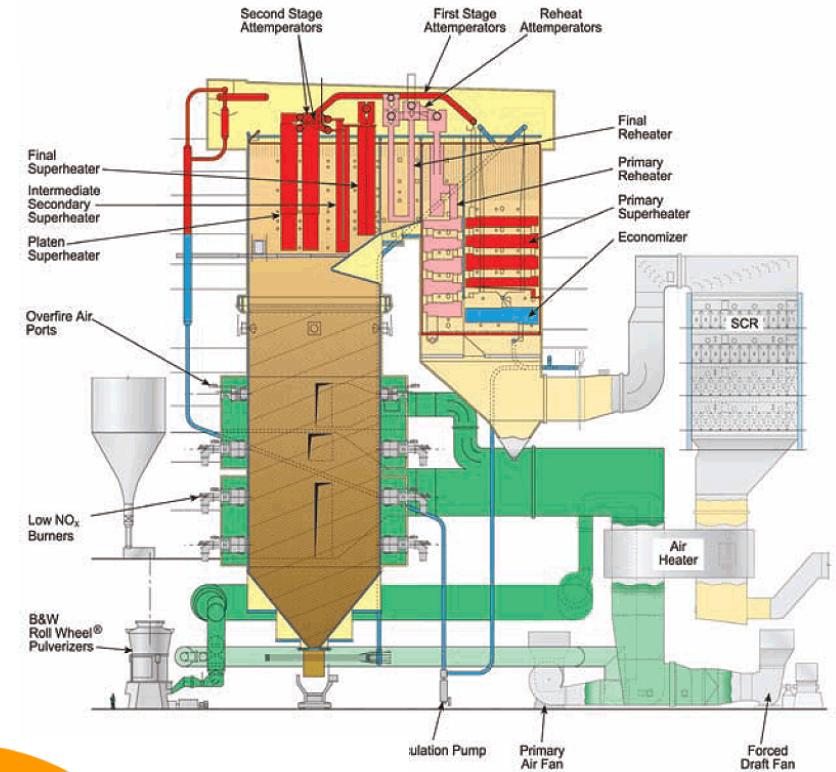 Second Stage
Attemperators
First Stage
Attemperators
Reheat
Attemperators
Final
Reheater
Primary
Reheater
Primary
Superheater
Economizer
Final
Superheater
Intermediate
Secondary
Superheater
Platen
Superheater
Overfire Air
Ports
SCR
Low NOₓ
Burners
Air
Heater
B&W
Roll Wheel®
Pulverizers
culation Pump
Primary
Air Fan
Forced
Draft Fan